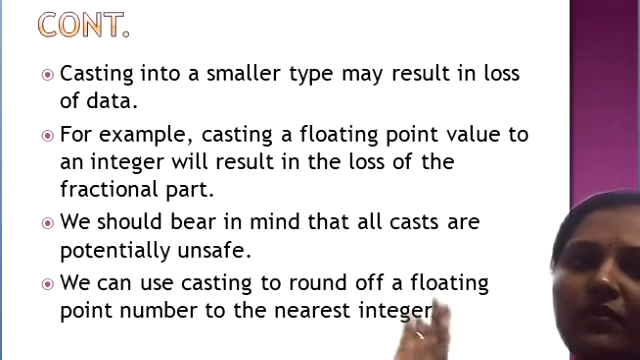 CONT.
Casting into a smaller type may result in loss
of data.
For example, casting a floating point value to
an integer will result in the loss of the
fractional part.
We should bear in mind that all casts are
potentially unsafe.
We can use casting to round off a floating
point number to the nearest integer